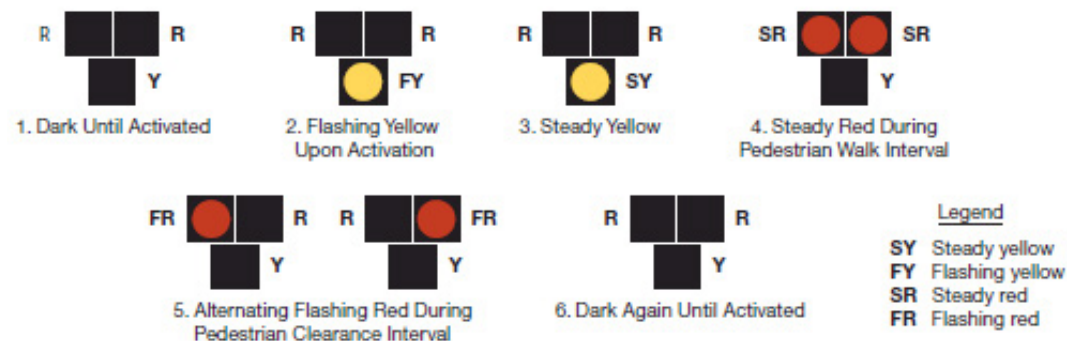 R R Y
R R FY
R R SY
SR SR Y
1. Dark Until Activated
2. Flashing Yellow
Upon Activation
3. Steady Yellow
4. Steady Red During
Pedestrian Walk Interval
FR R Y
R FR Y
R R Y
5. Alternating Flashing Red During
Pedestrian Clearance Interval
6. Dark Again Until Activated
Legend
SY Steady yellow
FY Flashing yellow
SR Steady red
FR Flashing red